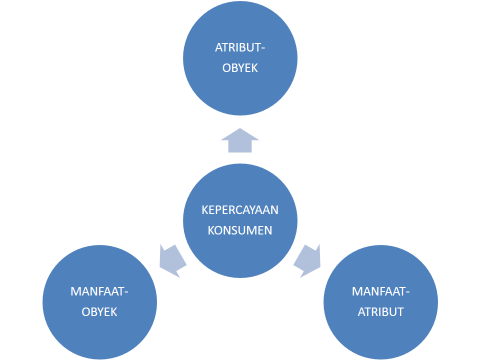 ATRIBUT-
OBYEK
KEPERCAYAAN
KONSUMEN
MANFAAT-
OBYEK
MANFAAT-
ATRIBUT